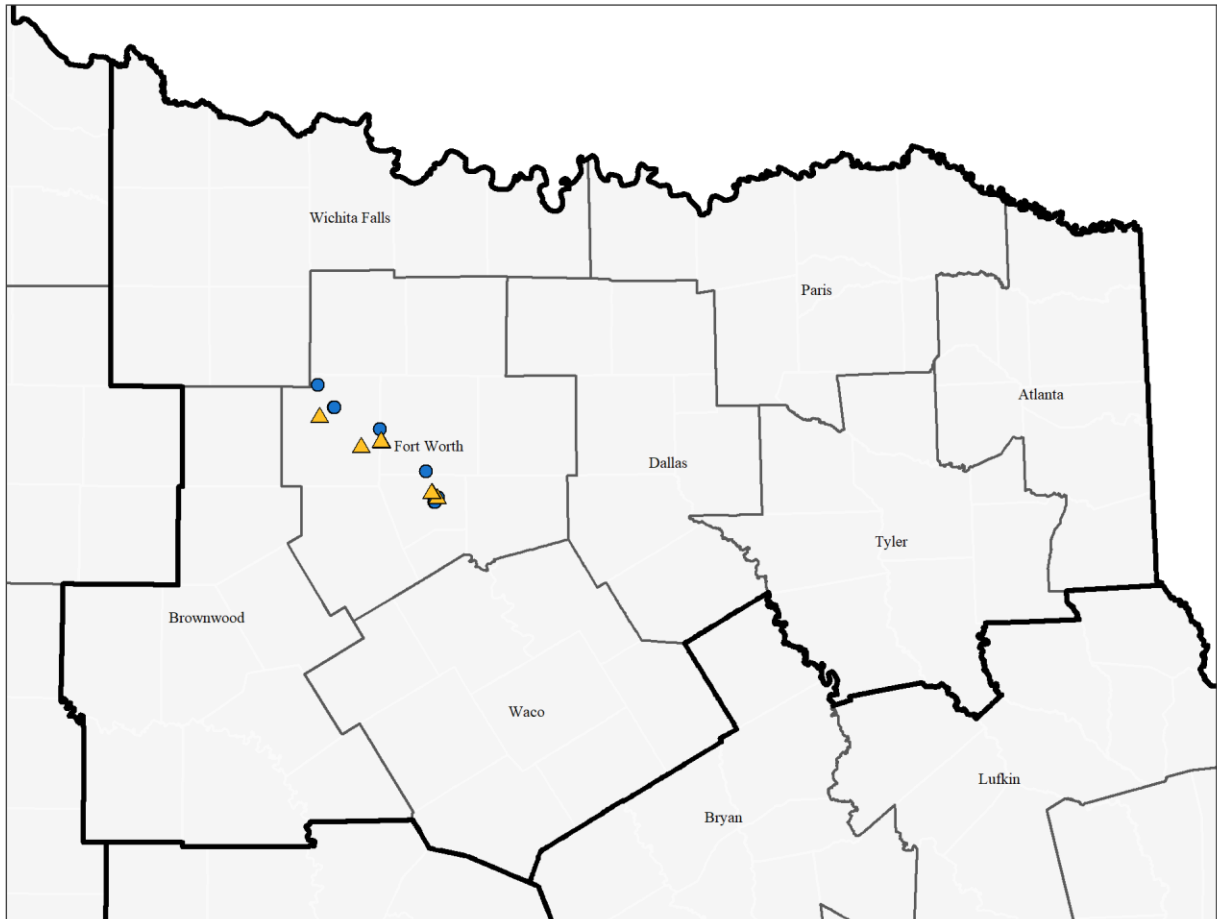 Wichita Falls
Paris
Atlanta
Fort Worth
Dallas
Tyler
Brownwood
Waco
Lufkin
Bryan